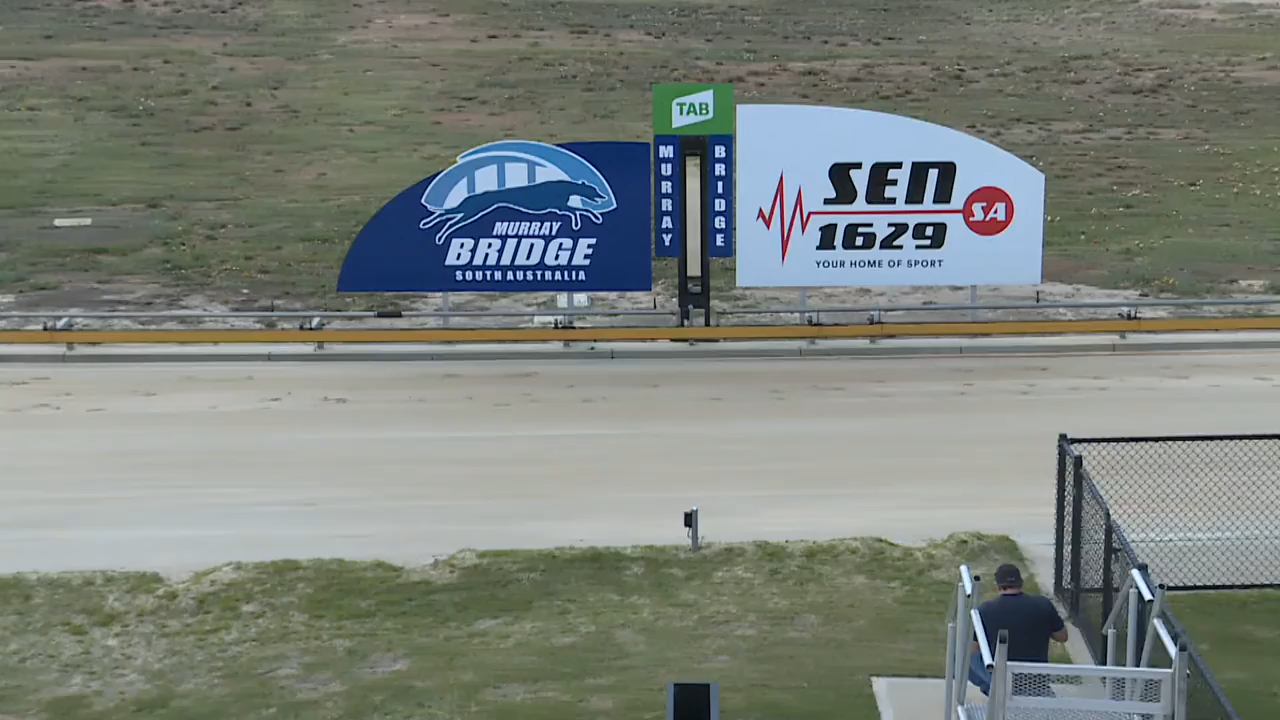 TAB
MURRAY
BRIDGE
MURRAY
BRIDGE
SOUTH AUSTRALIA
SEN
SA
1629
YOUR HOME OF SPORT